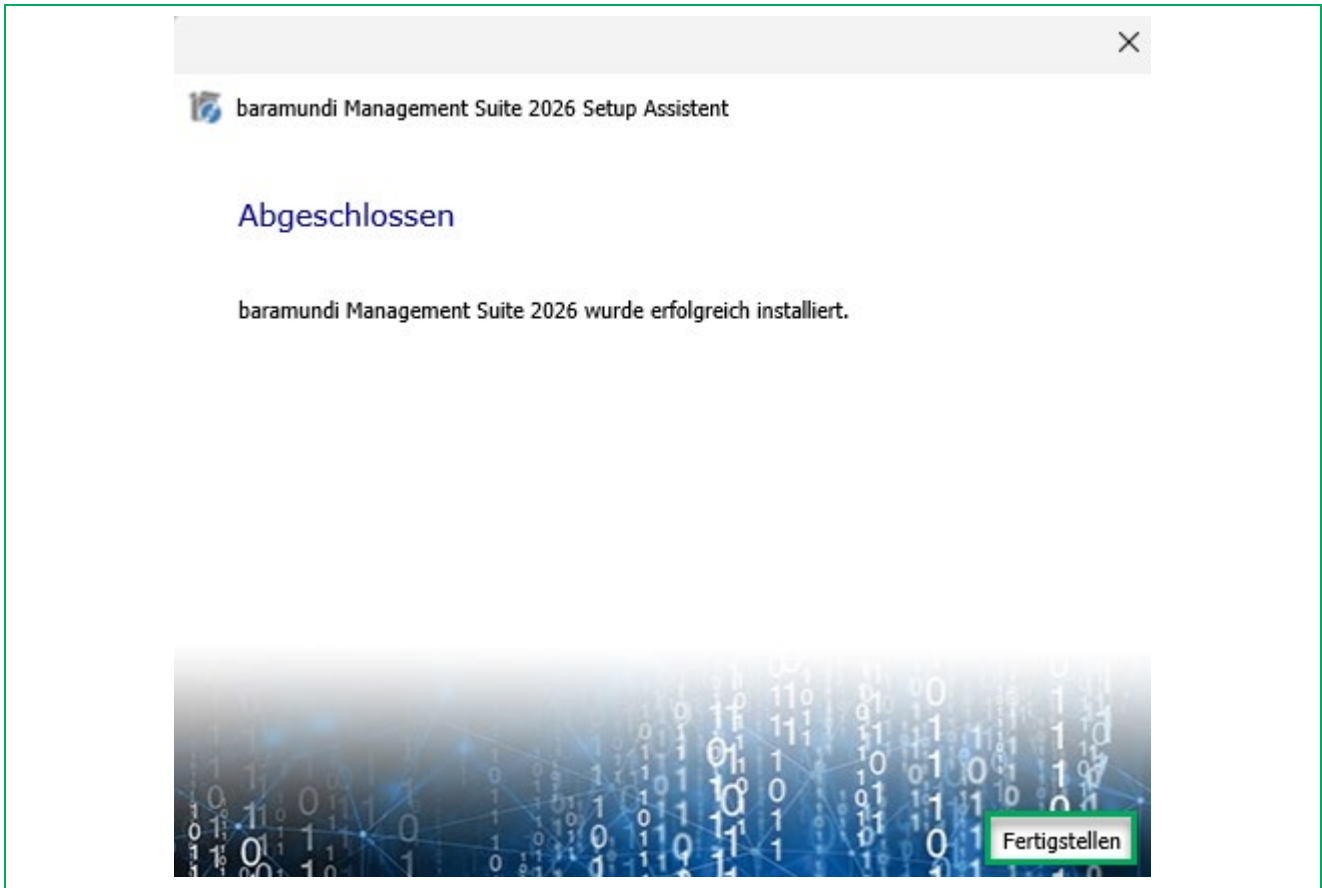 baramundi Management Suite 2026 Setup Assistent
Abgeschlossen
baramundi Management Suite 2026 wurde erfolgreich installiert.
Fertigstellen